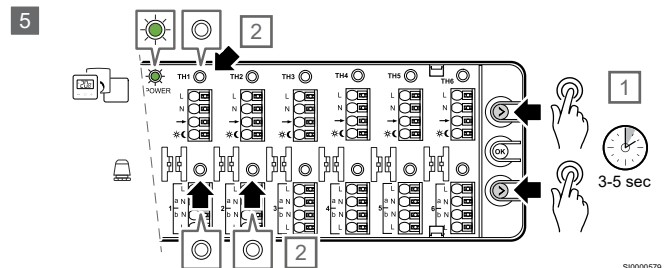 5
2
POWER TH1 TH2 TH3 TH4 TH5 TH6
L L L L L L
N N N N N N
1
OK
3-5 sec
L L L L L L
a N a N a N a N a N a N
1 2 3 4 5 6
b N b N b N b N b N b N
2
SI0000579